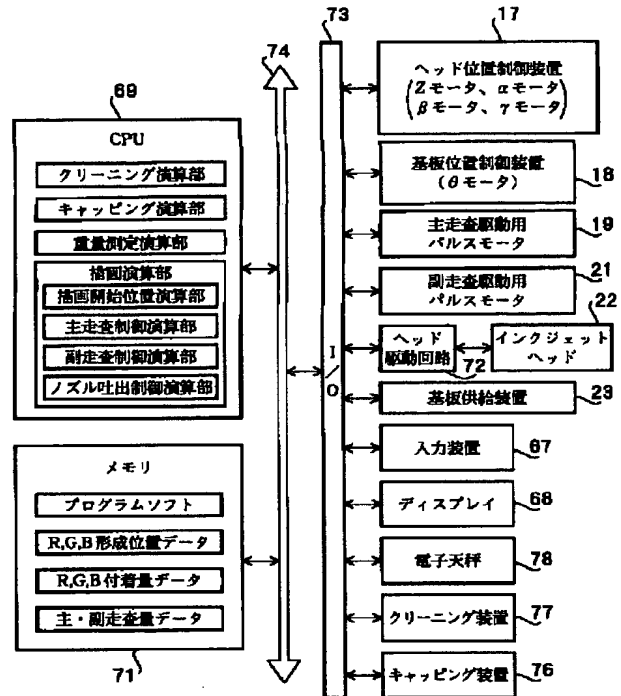 69
CPU
クリーニング演算部
キャッピング演算部
重量測定演算部
描画演算部
描画開始位置演算部
主走査制御演算部
副走査制御演算部
ノズル吐出制御演算部
メモリ
プログラムソフト
R,G,B 形成位置データ
R,G,B 付着量データ
主・副走査量データ
71
74
73
I/O
17
ヘッド位置制御装置
(Zモータ、αモータ
βモータ、γモータ)
基板位置制御装置
(θモータ)
18
主走査駆動用
パルスモータ
19
副走査駆動用
パルスモータ
21
ヘッド
駆動回路
72
インクジェット
ヘッド
22
基板供給装置
23
入力装置
67
ディスプレイ
68
電子天秤
78
クリーニング装置
77
キャッピング装置
76